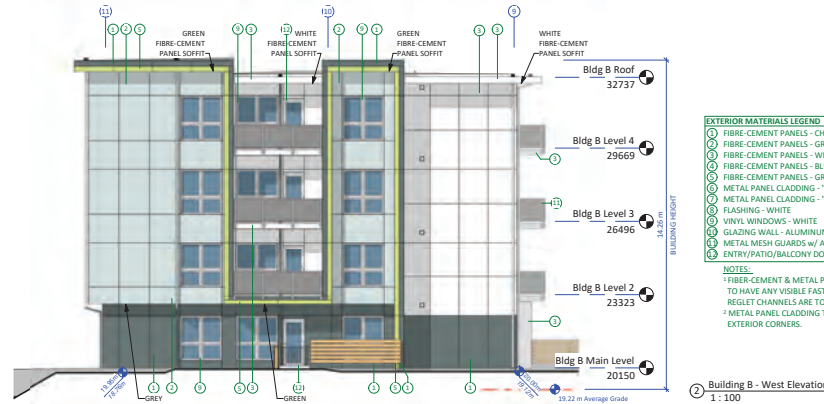 11
10
9
1 2 5
9 3 12
2 9 1
3 3
GREEN
FIBRE-CEMENT
PANEL SOFFIT
WHITE
FIBRE-CEMENT
PANEL SOFFIT
GREEN
FIBRE-CEMENT
PANEL SOFFIT
WHITE
FIBRE-CEMENT
PANEL SOFFIT
Bldg B Roof
32737
Bldg B Level 4
29669
3
11
Bldg B Level 3
26496
Bldg B Level 2
23323
3
Bldg B Main Level
20150
14.26 m
BUILDING HEIGHT
19.22 m Average Grade
1 2 9 5 3 12 1 5 1 1
GREY
GREEN
EXTERIOR MATERIALS LEGEND
1 FIBRE-CEMENT PANELS - CH
2 FIBRE-CEMENT PANELS - GR
3 FIBRE-CEMENT PANELS - W
4 FIBRE-CEMENT PANELS - BL
5 FIBRE-CEMENT PANELS - GR
6 METAL PANEL CLADDING - "
7 METAL PANEL CLADDING - "
8 FLASHING - WHITE
9 VINYL WINDOWS - WHITE
10 GLAZING WALL - ALUMINU
11 METAL MESH GUARDS w/ A
12 ENTRY/PATIO/BALCONY DO
NOTES:
1 FIBER-CEMENT & METAL P
TO HAVE ANY VISIBLE FAST
REGLET CHANNELS ARE TO
2 METAL PANEL CLADDING T
EXTERIOR CORNERS.
2 Building B - West Elevation
1 : 100